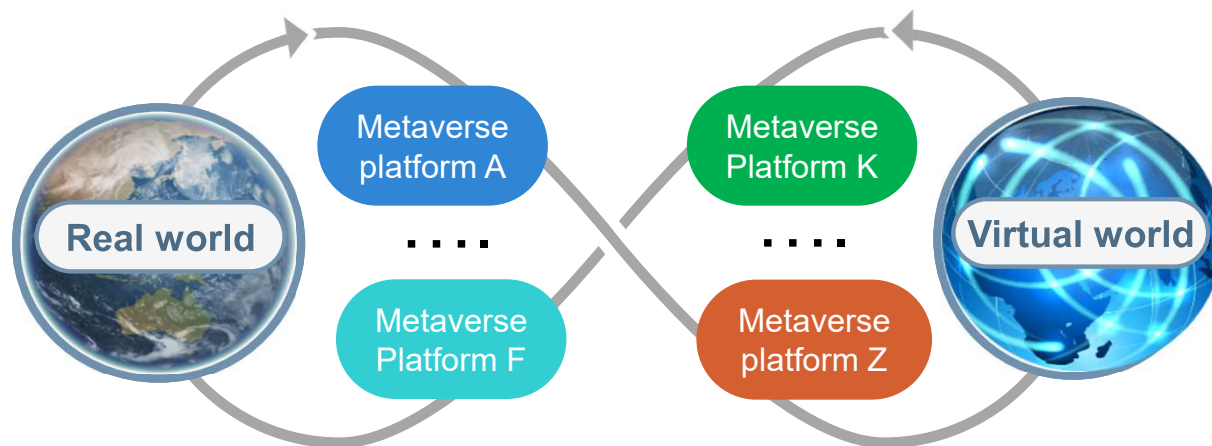 Metaverse
platform A
Metaverse
Platform K
Real world
. . . .
. . . .
Virtual world
Metaverse
Platform F
Metaverse
platform Z